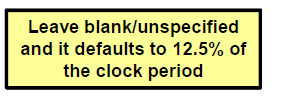 Leave blank/unspecified
and it defaults to 12.5% of
the clock period